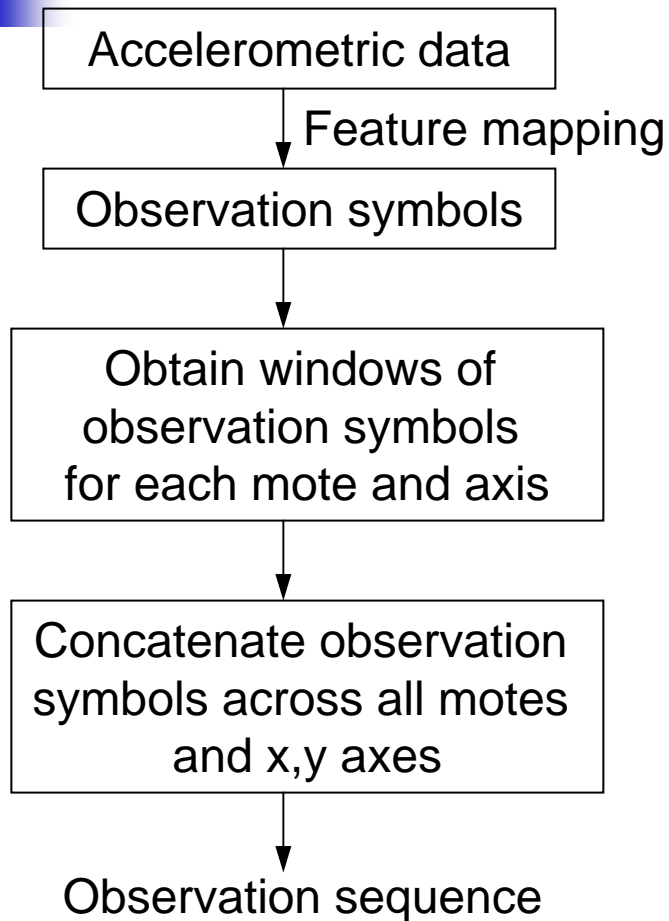 Accelerometric data
Feature mapping
Observation symbols
Obtain windows of
observation symbols
for each mote and axis
Concatenate observation
symbols across all motes
and x,y axes
Observation sequence